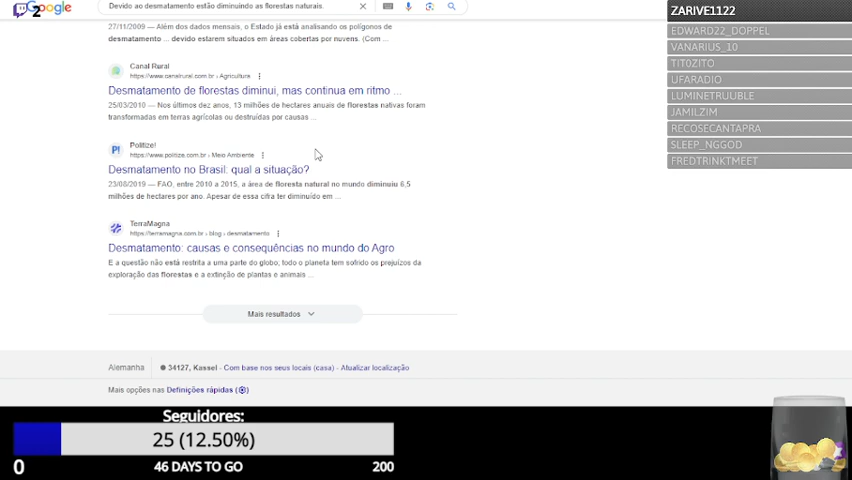 Google
2
Devido ao desmatamento estão diminuindo as florestas naturais.
27/11/2009 — Além dos dados mensais, o Estado já está analisando os polígonos de
desmatamento ... devido estarem situados em áreas cobertas por nuvens. (Com ...
Canal Rural
https://www.canalrural.com.br › Agricultura
Desmatamento de florestas diminui, mas continua em ritmo ...
25/03/2010 — Nos últimos dez anos, 13 milhões de hectares anuais de florestas nativas foram
transformadas em terras agrícolas ou destruídas por causas ...
Politize!
https://www.politize.com.br › Meio Ambiente
Desmatamento no Brasil: qual a situação?
23/08/2019 — FAO, entre 2010 a 2015, a área de floresta natural no mundo diminuiu 6,5
milhões de hectares por ano. Apesar de essa cifra ter diminuído em ...
TerraMagna
https://terramagna.com.br › blog › desmatamento
Desmatamento: causas e consequências no mundo do Agro
E a questão não está restrita a uma parte do globo, todo o planeta tem sofrido os prejuízos da
exploração das florestas e a extinção de plantas e animais ...
Mais resultados
Alemanha
34127, Kassel - Com base nos seus locais (casa) - Atualizar localização
Mais opções nas Definições rápidas
ZARIVE1122
EDWARD22_DOPPEL
VANARIUS_10
TIT0ZITO
UFARADIO
LUMINETRUUBLE
JAMILZIM
RECOSECANTAPRA
SLEEP_NGGOD
FREDTRINKTMEET
Seguidores:
25 (12.50%)
0
46 DAYS TO GO
200